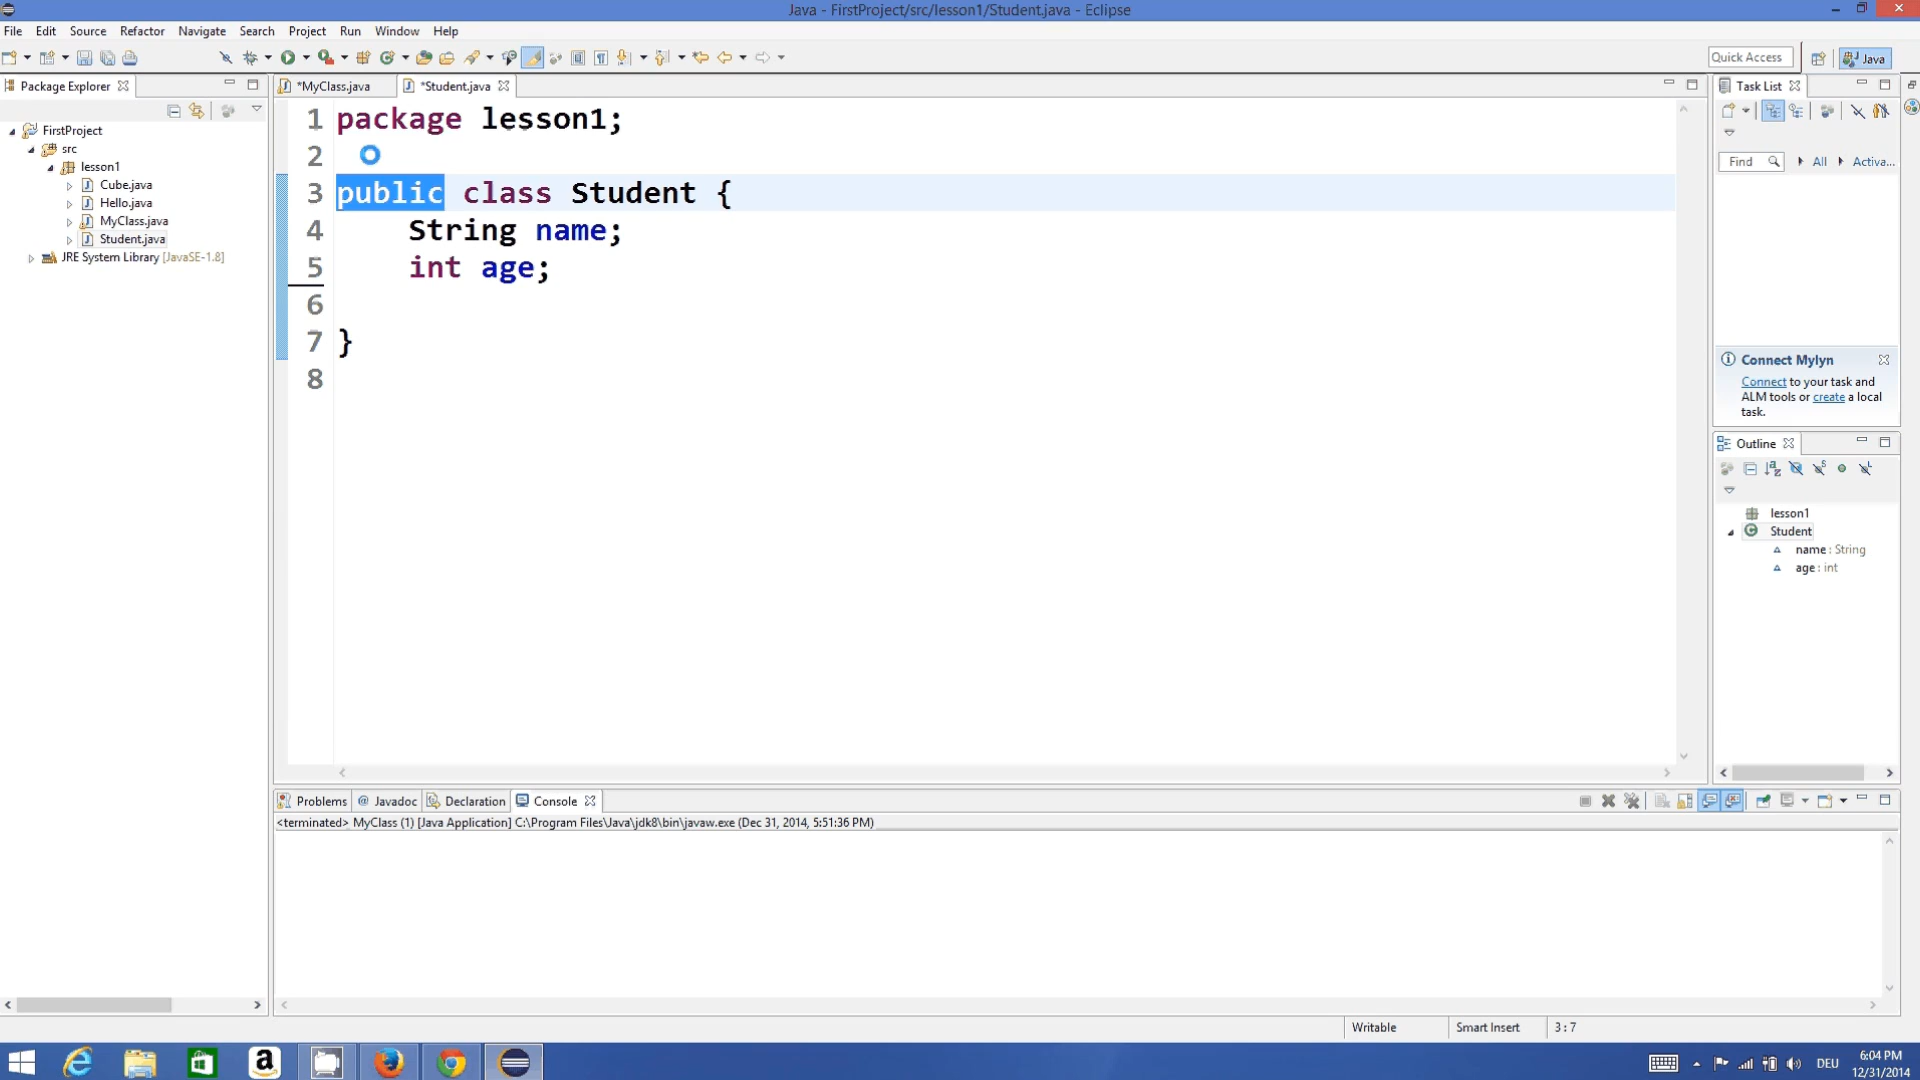 Java - FirstProject/src/lesson1/Student.java - Eclipse
File Edit Source Refactor Navigate Search Project Run Window Help
Quick Access
Java
Package Explorer
FirstProject
src
lesson1
Cube.java
Hello.java
MyClass.java
Student.java
JRE System Library [JavaSE-1.8]
*MyClass.java *Student.java
1 package lesson1;
2
3 public class Student {
4 String name;
5 int age;
6
7 }
8
Task List
Find All Activa...
Connect Mylyn
Connect to your task and
ALM tools or create a local
task.
Outline
lesson1
Student
name : String
age : int
Problems @ Javadoc Declaration Console
<terminated> MyClass (1) [Java Application] C:\Program Files\Java\jdk8\bin\javaw.exe (Dec 31, 2014, 5:51:36 PM)
Writable Smart Insert 3 : 7
DEU 6:04 PM
12/31/2014